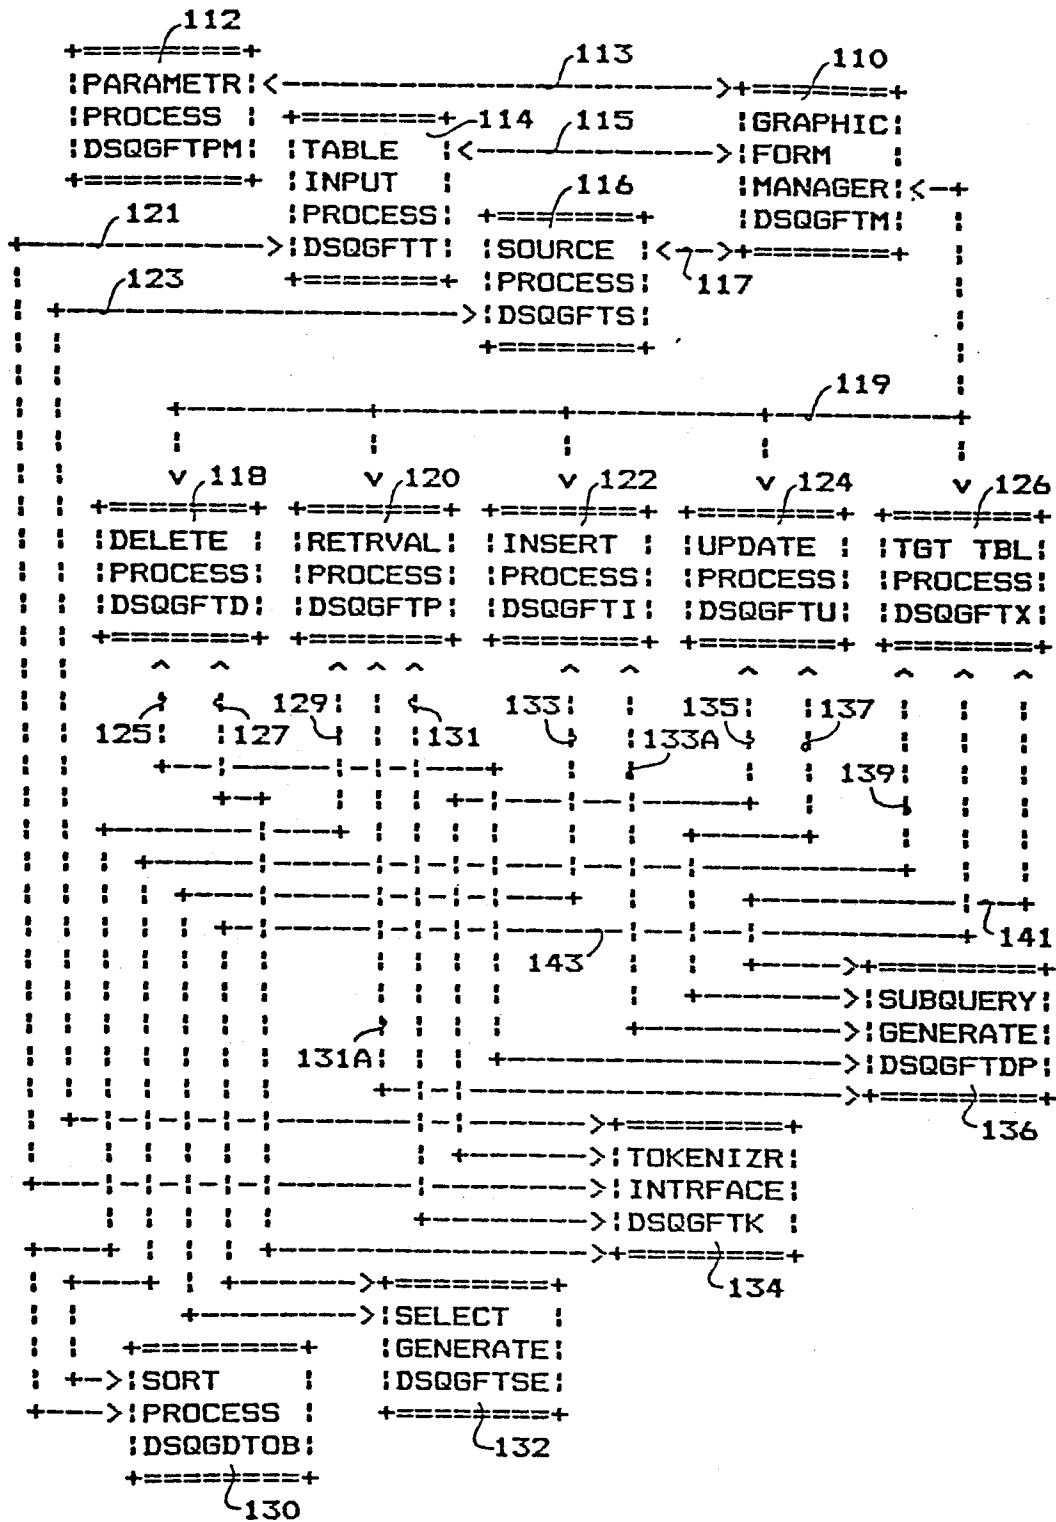 112
113
110
PARAMETR
PROCESS
DSQGFTPM
114
115
GRAPHIC
FORM
MANAGER
DSQGFTM
TABLE
INPUT
PROCESS
DSQGFTT
116
121
SOURCE
PROCESS
DSQGFTS
117
123
119
118
120
122
124
126
DELETE
PROCESS
DSQGFTD
RETRVAL
PROCESS
DSQGFTP
INSERT
PROCESS
DSQGFTI
UPDATE
PROCESS
DSQGFTU
TGT TBL
PROCESS
DSQGFTX
125
127
129
131
133
133A
135
137
139
141
143
131A
SUBQUERY
GENERATE
DSQGFTDP
136
TOKENIZR
INTRFACE
DSQGFTK
134
SELECT
GENERATE
DSQGFTSE
132
SORT
PROCESS
DSQGDTOB
130